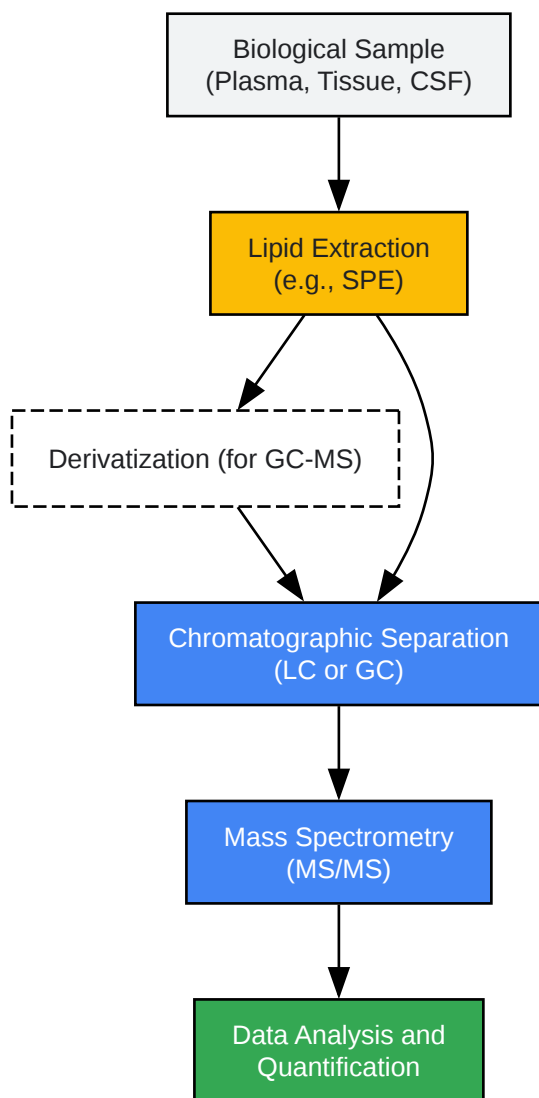 Biological Sample
(Plasma, Tissue, CSF)
Lipid Extraction
(e.g., SPE)
Derivatization (for GC-MS)
Chromatographic Separation
(LC or GC)
Mass Spectrometry
(MS/MS)
Data Analysis and
Quantification